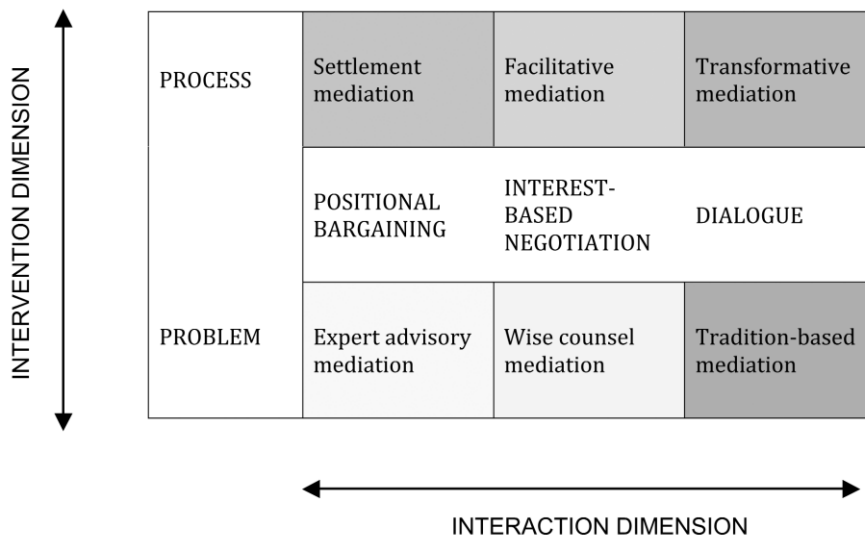 INTERVENTION DIMENSION
PROCESS
Settlement
mediation
Facilitative
mediation
Transformative
mediation
POSITIONAL
BARGAINING
INTEREST-
BASED
NEGOTIATION
DIALOGUE
PROBLEM
Expert advisory
mediation
Wise counsel
mediation
Tradition-based
mediation
INTERACTION DIMENSION